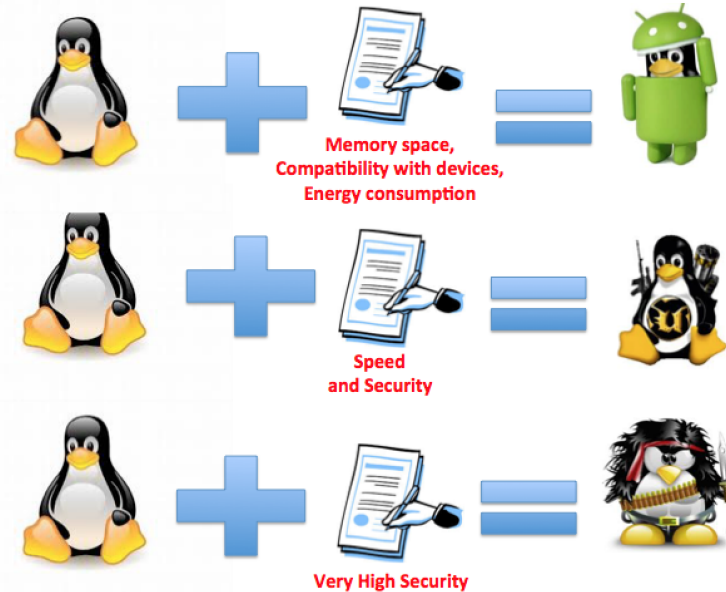 Memory space,
Compatibility with devices,
Energy consumption
Speed
and Security
Very High Security